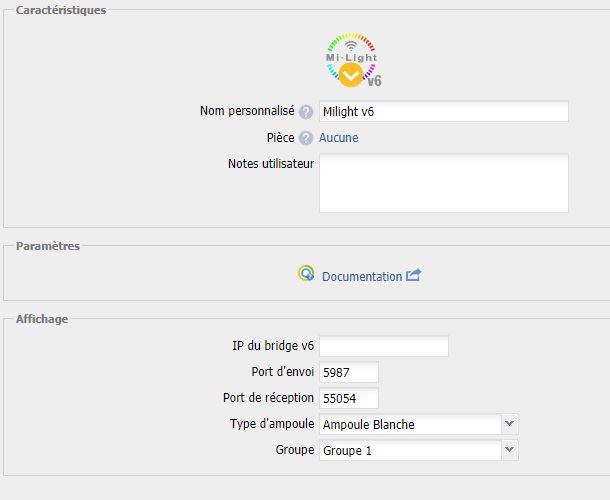 Caractéristiques
Mi·Light
v6
Nom personnalisé ? Milight v6
Pièce ? Aucune
Notes utilisateur
Paramètres
Documentation
Affichage
IP du bridge v6
Port d'envoi 5987
Port de réception 55054
Type d'ampoule Ampoule Blanche
Groupe Groupe 1